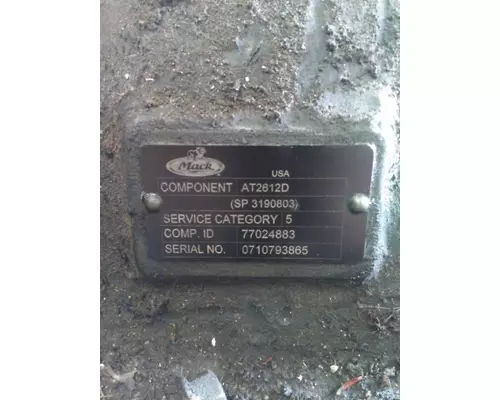 Mack
USA
COMPONENT AT2612D
(SP 3190803)
SERVICE CATEGORY 5
COMP. ID 77024883
SERIAL NO. 0710793865